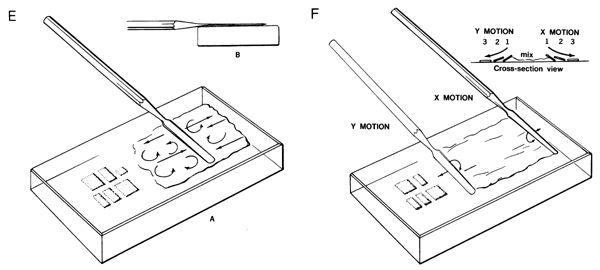 E
B
A
F
Y MOTION
3 2 1
mix
X MOTION
1 2 3
Cross-section view
X MOTION
Y MOTION